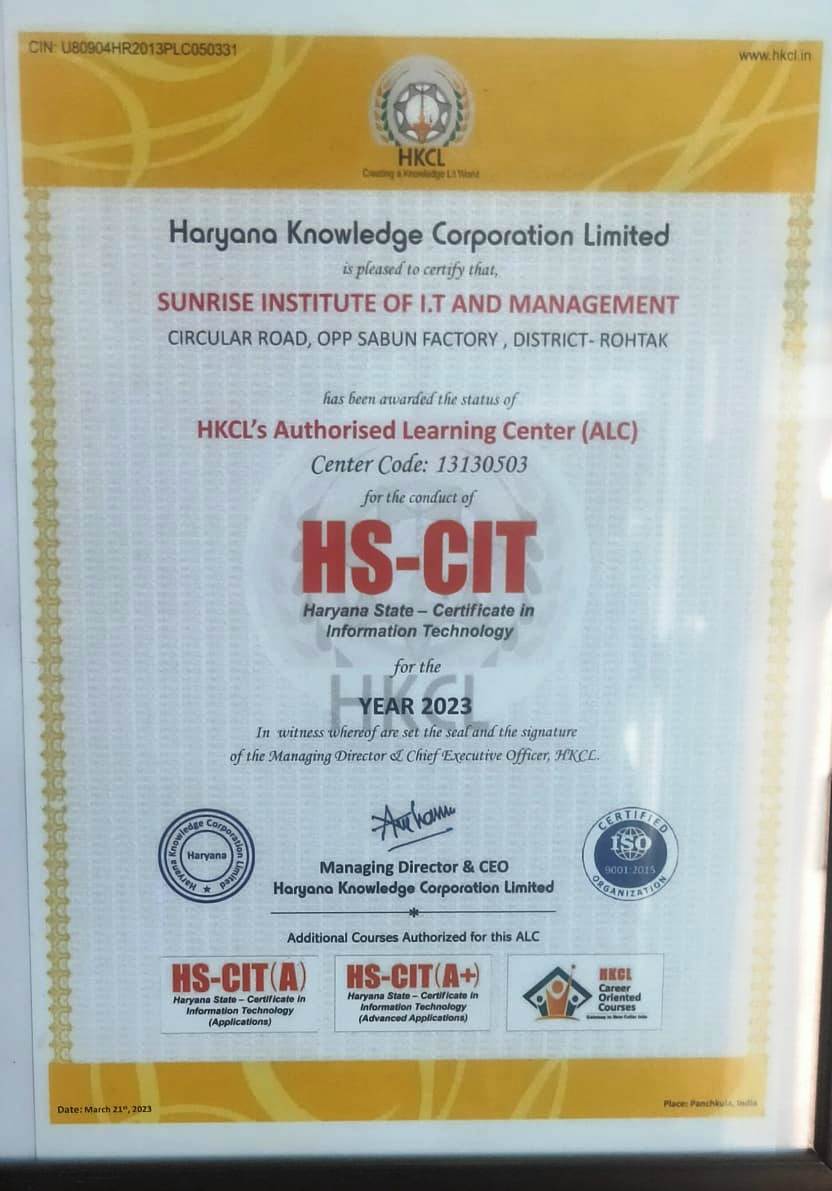 CIN: U80904HR2013PLC050331
www.hkcl.in
HKCL
Creating a Knowledge Lit World
Haryana Knowledge Corporation Limited
is pleased to certify that,
SUNRISE INSTITUTE OF I.T AND MANAGEMENT
CIRCULAR ROAD, OPP SABUN FACTORY , DISTRICT- ROHTAK
has been awarded the status of
HKCL's Authorised Learning Center (ALC)
Center Code: 13130503
for the conduct of
HS-CIT
Haryana State – Certificate in
Information Technology
for the
HKCL
YEAR 2023
In witness whereof are set the seal and the signature
of the Managing Director & Chief Executive Officer, HKCL.
Haryana Knowledge Corporation Limited
Haryana
Managing Director & CEO
Haryana Knowledge Corporation Limited
CERTIFIED
ISO
9001:2015
ORGANIZATION
Additional Courses Authorized for this ALC
HS-CIT(A)
Haryana State – Certificate in
Information Technology
(Applications)
HS-CIT(A+)
Haryana State – Certificate in
Information Technology
(Advanced Applications)
HKCL
Career
Oriented
Courses
Date: March 21st, 2023
Place: Panchkula, India